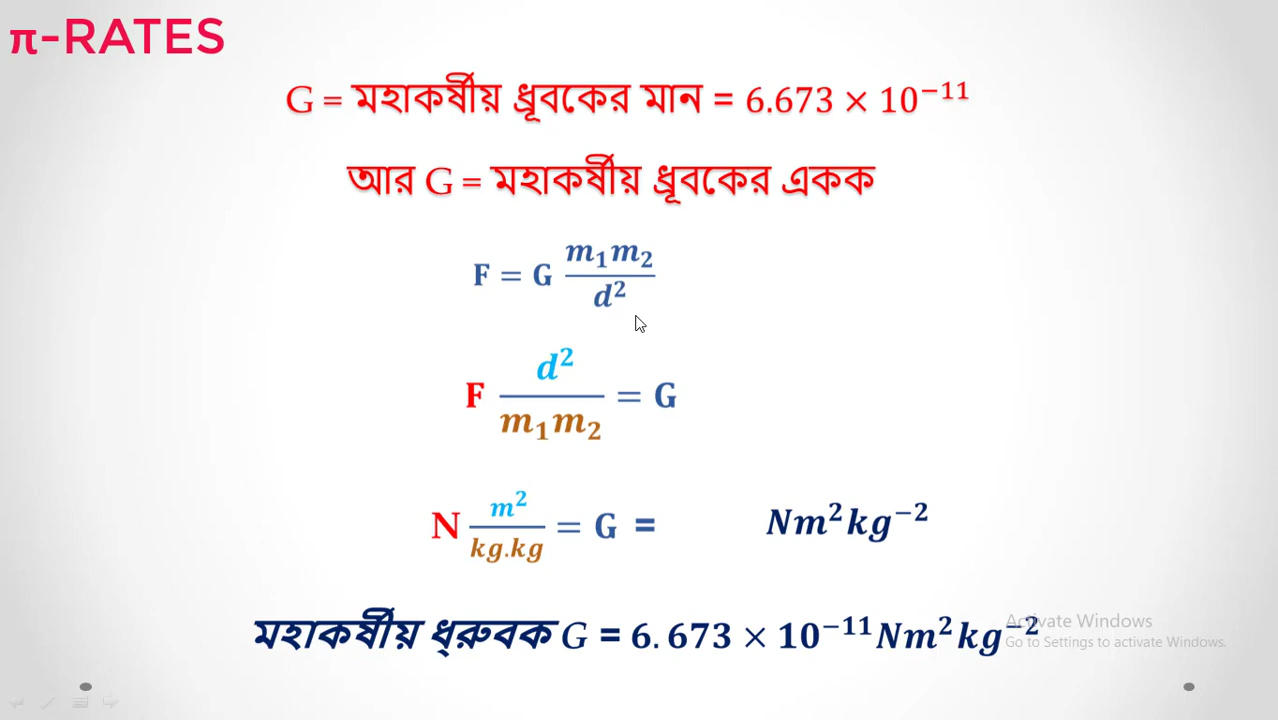 π-RATES
G = মহাকর্ষীয় ধ্রূবকের মান = 6.673 × 10⁻¹¹
আর G = মহাকর্ষীয় ধ্রূবকের একক
F = G m₁m₂ / d²
F d² / m₁m₂ = G
N m² / kg.kg = G = Nm²kg⁻²
মহাকর্ষীয় ধ্‌রুবক G = 6.673 × 10⁻¹¹Nm²kg⁻²
Activate Windows
Go to Settings to activate Windows.